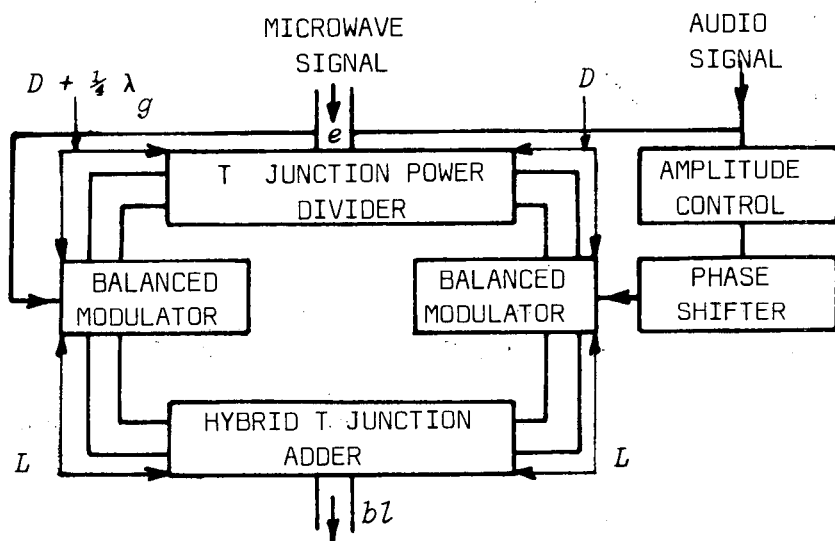 MICROWAVE
SIGNAL
AUDIO
SIGNAL
D + ¼ λg
D
e
T JUNCTION POWER
DIVIDER
AMPLITUDE
CONTROL
BALANCED
MODULATOR
BALANCED
MODULATOR
PHASE
SHIFTER
HYBRID T JUNCTION
ADDER
L
L
bl